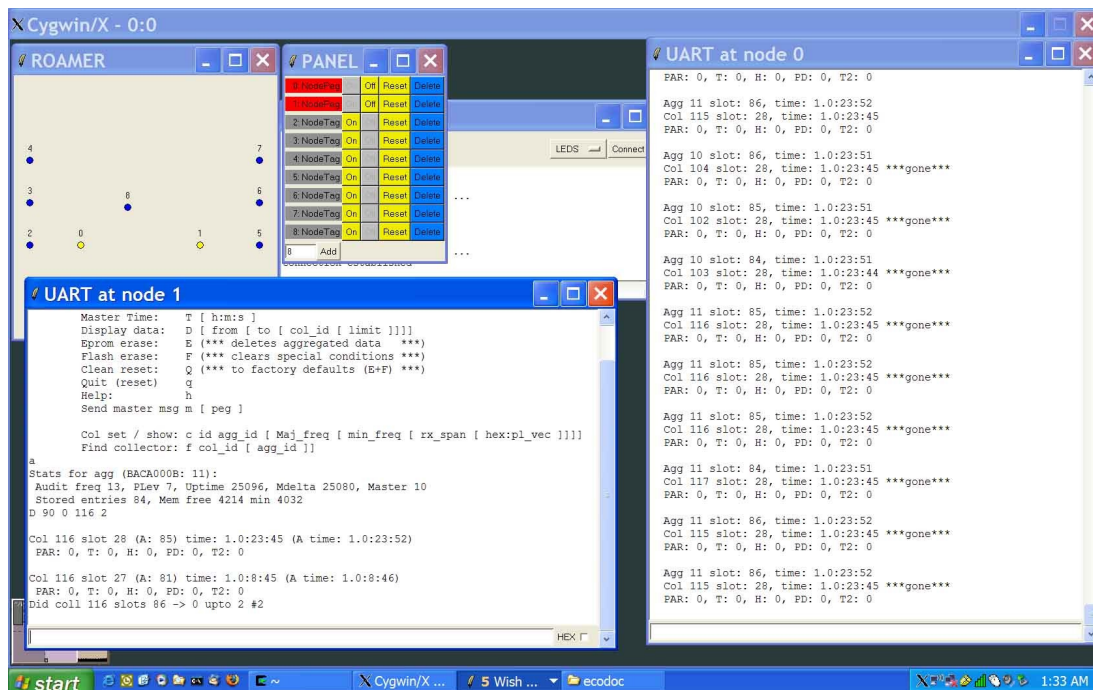 Cygwin/X - 0:0
ROAMER
4
7
3
8
6
2
0
1
5
PANEL
0: NodePeg On Off Reset Delete
1: NodePeg On Off Reset Delete
2: NodeTag On Off Reset Delete
3: NodeTag On Off Reset Delete
4: NodeTag On Off Reset Delete
5: NodeTag On Off Reset Delete
6: NodeTag On Off Reset Delete
7: NodeTag On Off Reset Delete
8: NodeTag On Off Reset Delete
8 Add
LEDS Connect
...
...
connection established
UART at node 1
Master Time: T [ h:m:s ]
Display data: D [ from [ to [ col_id [ limit ]]]]
Eprom erase: E (*** deletes aggregated data ***)
Flash erase: F (*** clears special conditions ***)
Clean reset: Q (*** to factory defaults (E+F) ***)
Quit (reset) q
Help: h
Send master msg m [ peg ]
Col set / show: c id agg_id [ Maj_freq [ min_freq [ rx_span [ hex:pl_vec ]]]]
Find collector: f col_id [ agg_id ]]
a
Stats for agg (BACA000B: 11):
Audit freq 13, PLev 7, Uptime 25096, Mdelta 25080, Master 10
Stored entries 84, Mem free 4214 min 4032
D 90 0 116 2
Col 116 slot 28 (A: 85) time: 1.0:23:45 (A time: 1.0:23:52)
PAR: 0, T: 0, H: 0, PD: 0, T2: 0
Col 116 slot 27 (A: 81) time: 1.0:8:45 (A time: 1.0:8:46)
PAR: 0, T: 0, H: 0, PD: 0, T2: 0
Did coll 116 slots 86 -> 0 upto 2 #2
HEX
UART at node 0
PAR: 0, T: 0, H: 0, PD: 0, T2: 0
Agg 11 slot: 86, time: 1.0:23:52
Col 115 slot: 28, time: 1.0:23:45
PAR: 0, T: 0, H: 0, PD: 0, T2: 0
Agg 10 slot: 86, time: 1.0:23:51
Col 104 slot: 28, time: 1.0:23:45 ***gone***
PAR: 0, T: 0, H: 0, PD: 0, T2: 0
Agg 10 slot: 85, time: 1.0:23:52
Col 102 slot: 28, time: 1.0:23:45 ***gone***
PAR: 0, T: 0, H: 0, PD: 0, T2: 0
Agg 10 slot: 84, time: 1.0:23:51
Col 103 slot: 28, time: 1.0:23:44 ***gone***
PAR: 0, T: 0, H: 0, PD: 0, T2: 0
Agg 11 slot: 85, time: 1.0:23:52
Col 116 slot: 28, time: 1.0:23:45 ***gone***
PAR: 0, T: 0, H: 0, PD: 0, T2: 0
Agg 11 slot: 85, time: 1.0:23:52
Col 116 slot: 28, time: 1.0:23:45 ***gone***
PAR: 0, T: 0, H: 0, PD: 0, T2: 0
Agg 11 slot: 85, time: 1.0:23:52
Col 116 slot: 28, time: 1.0:23:45 ***gone***
PAR: 0, T: 0, H: 0, PD: 0, T2: 0
Agg 11 slot: 84, time: 1.0:23:51
Col 117 slot: 28, time: 1.0:23:45 ***gone***
PAR: 0, T: 0, H: 0, PD: 0, T2: 0
Agg 11 slot: 86, time: 1.0:23:52
Col 115 slot: 28, time: 1.0:23:45 ***gone***
PAR: 0, T: 0, H: 0, PD: 0, T2: 0
Agg 11 slot: 86, time: 1.0:23:52
Col 115 slot: 28, time: 1.0:23:45 ***gone***
PAR: 0, T: 0, H: 0, PD: 0, T2: 0
start ~ Cygwin/X ... 5 Wish ... ecodoc 1:33 AM